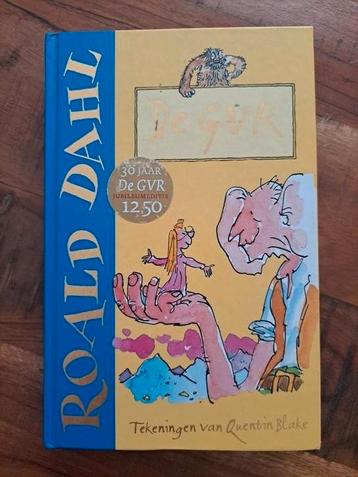 ROALD DAHL
De GVR
30 JAAR
De GVR
JUBILEUMEDITIE
12.50
Tekeningen van Quentin Blake